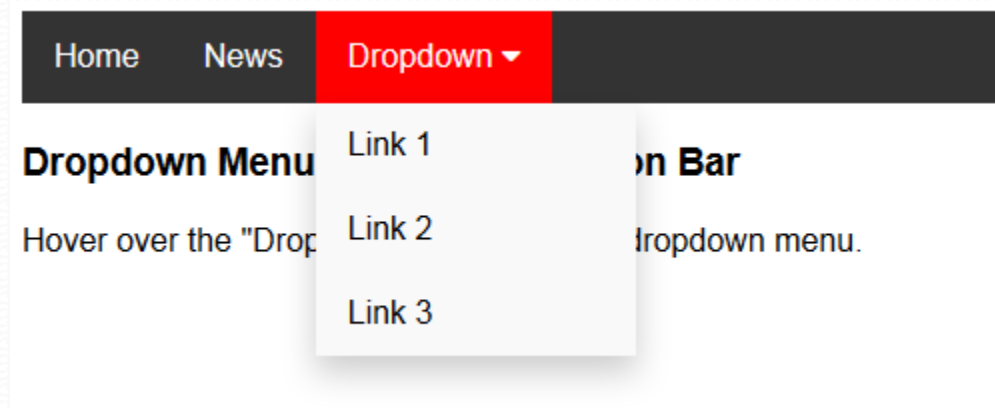 Home News Dropdown
Link 1
Dropdown Menu on Bar
Link 2
Hover over the "Drop dropdown menu.
Link 3